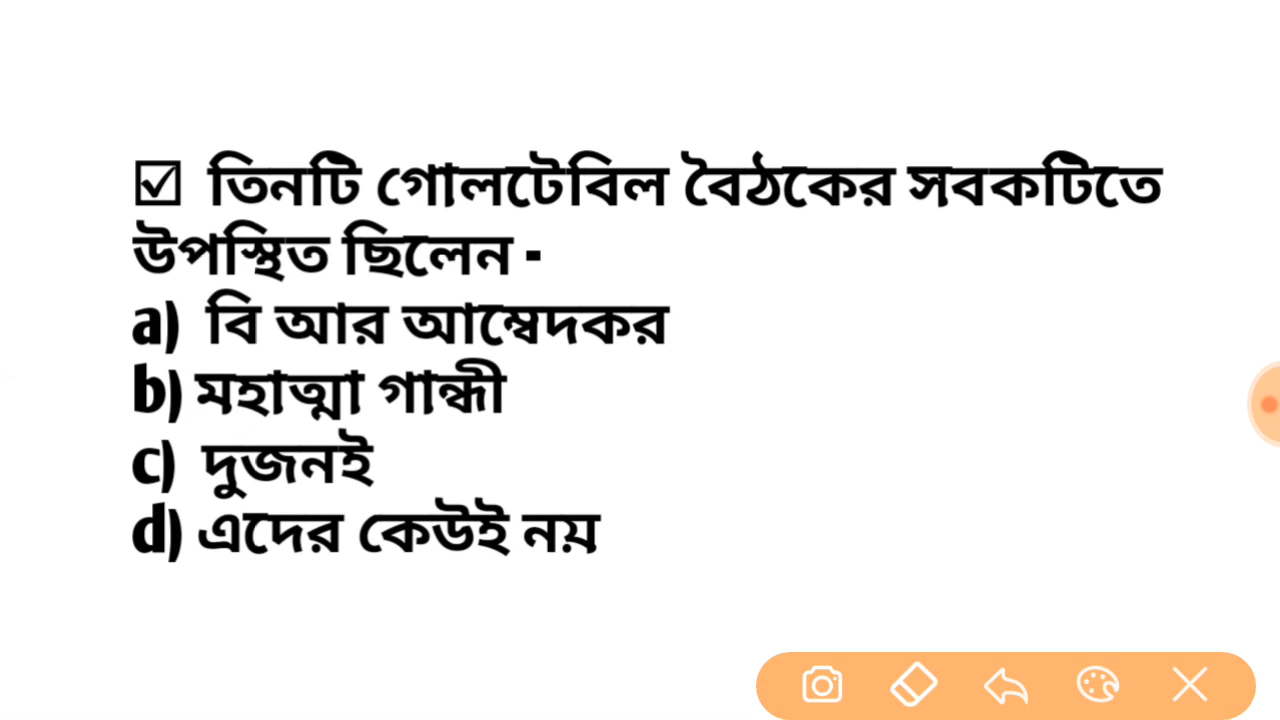 ☑ তিনটি গোলটেবিল বৈঠকের সবকটিতে
উপস্থিত ছিলেন -
a) বি আর আম্বেদকর
b) মহাত্মা গান্ধী
c) দুজনই
d) এদের কেউই নয়